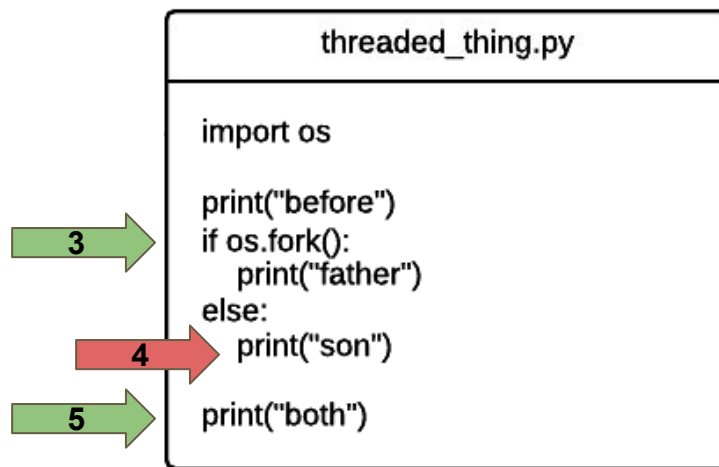 threaded_thing.py
import os
print("before")
3
if os.fork():
print("father")
else:
4
print("son")
5
print("both")